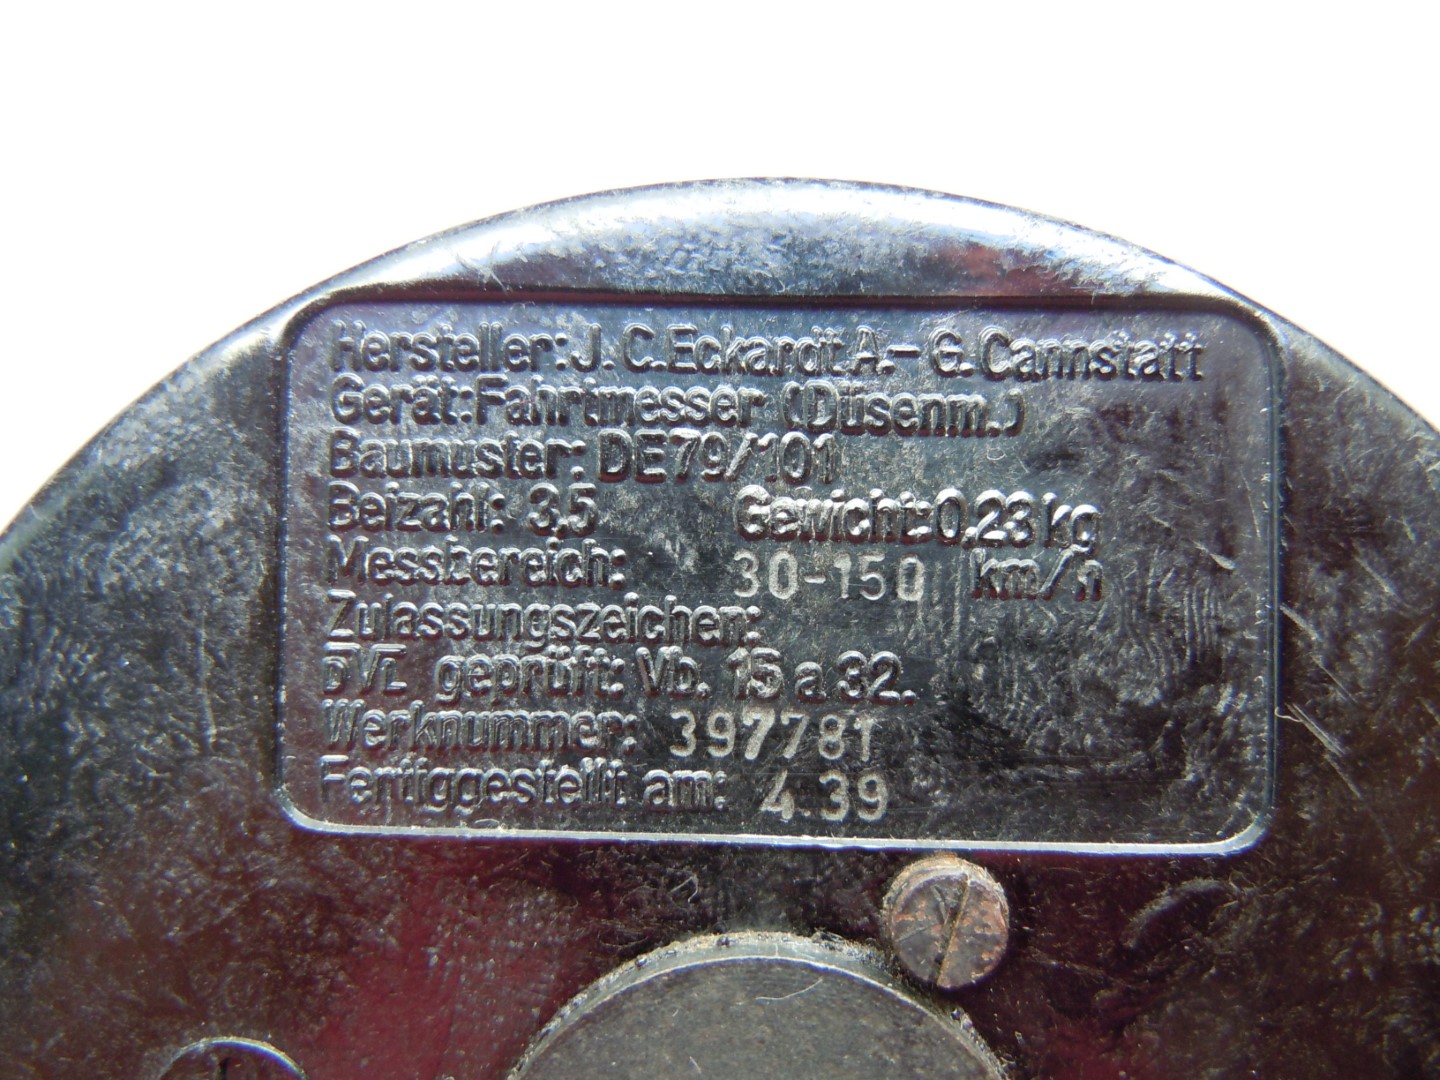 Hersteller: J. C. Eckardt A.-G. Cannstatt
Gerät: Fahrtmesser (Düsenm.)
Baumuster: DE79/101
Beizahl: 3,5 Gewicht: 0,23 kg
Messbereich: 30-150 km/h
Zulassungszeichen:
DVL geprüft: Vb. 15 a 32.
Werknummer: 397781
Fertiggestellt am: 4.39